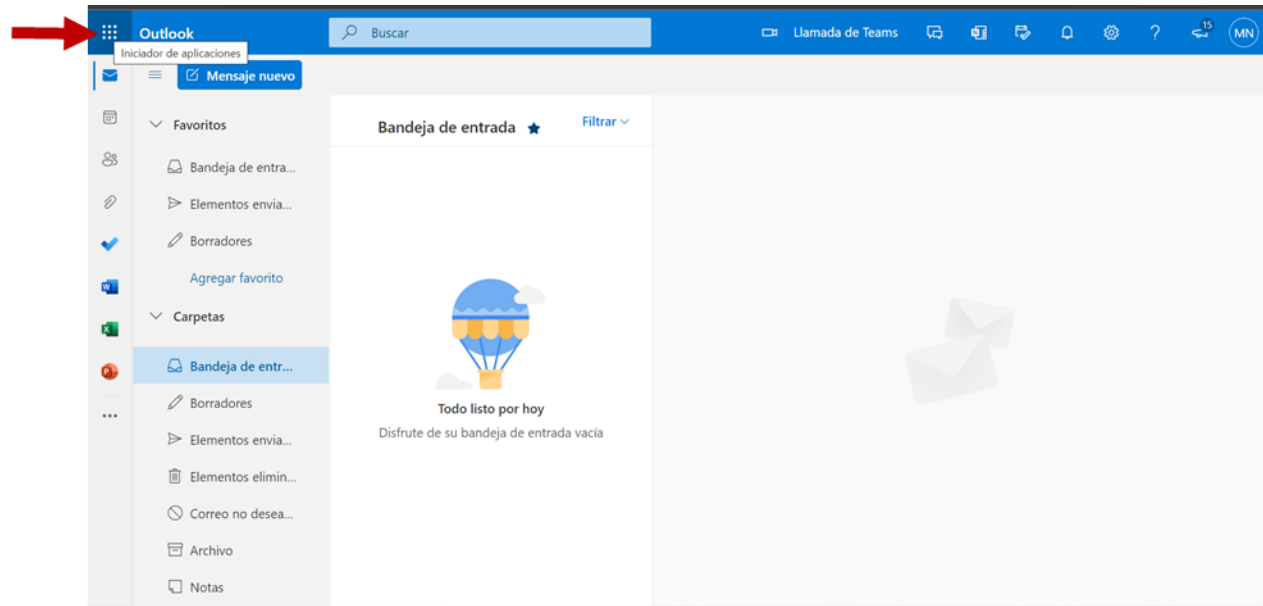 Outlook
Buscar
Llamada de Teams
15
MN
Iniciador de aplicaciones
Mensaje nuevo
Favoritos
Bandeja de entra...
Elementos envia...
Borradores
Agregar favorito
Carpetas
Bandeja de entr...
Borradores
Elementos envia...
Elementos elimin...
Correo no desea...
Archivo
Notas
Bandeja de entrada
Filtrar
Todo listo por hoy
Disfrute de su bandeja de entrada vacía